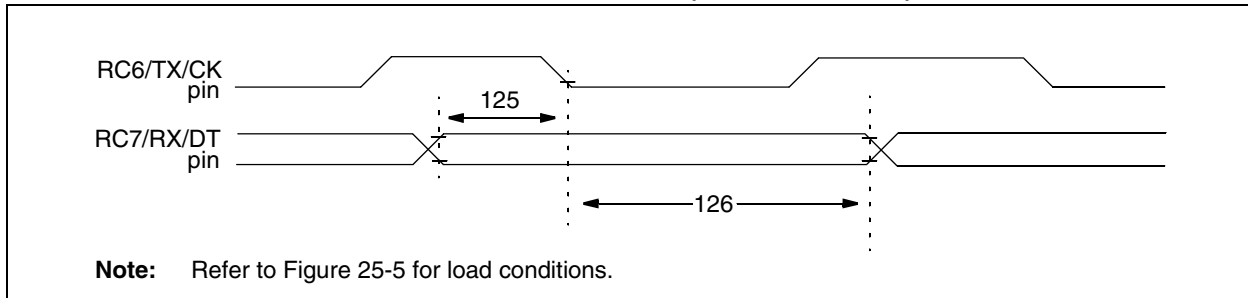 RC6/TX/CK
pin
125
RC7/RX/DT
pin
126
Note: Refer to Figure 25-5 for load conditions.